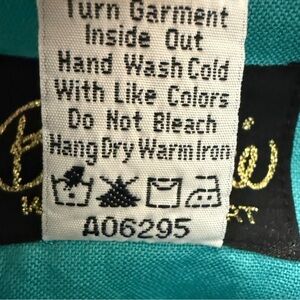 Turn Garment
Inside Out
Hand Wash Cold
With Like Colors
Do Not Bleach
Hang Dry Warm Iron
A06295